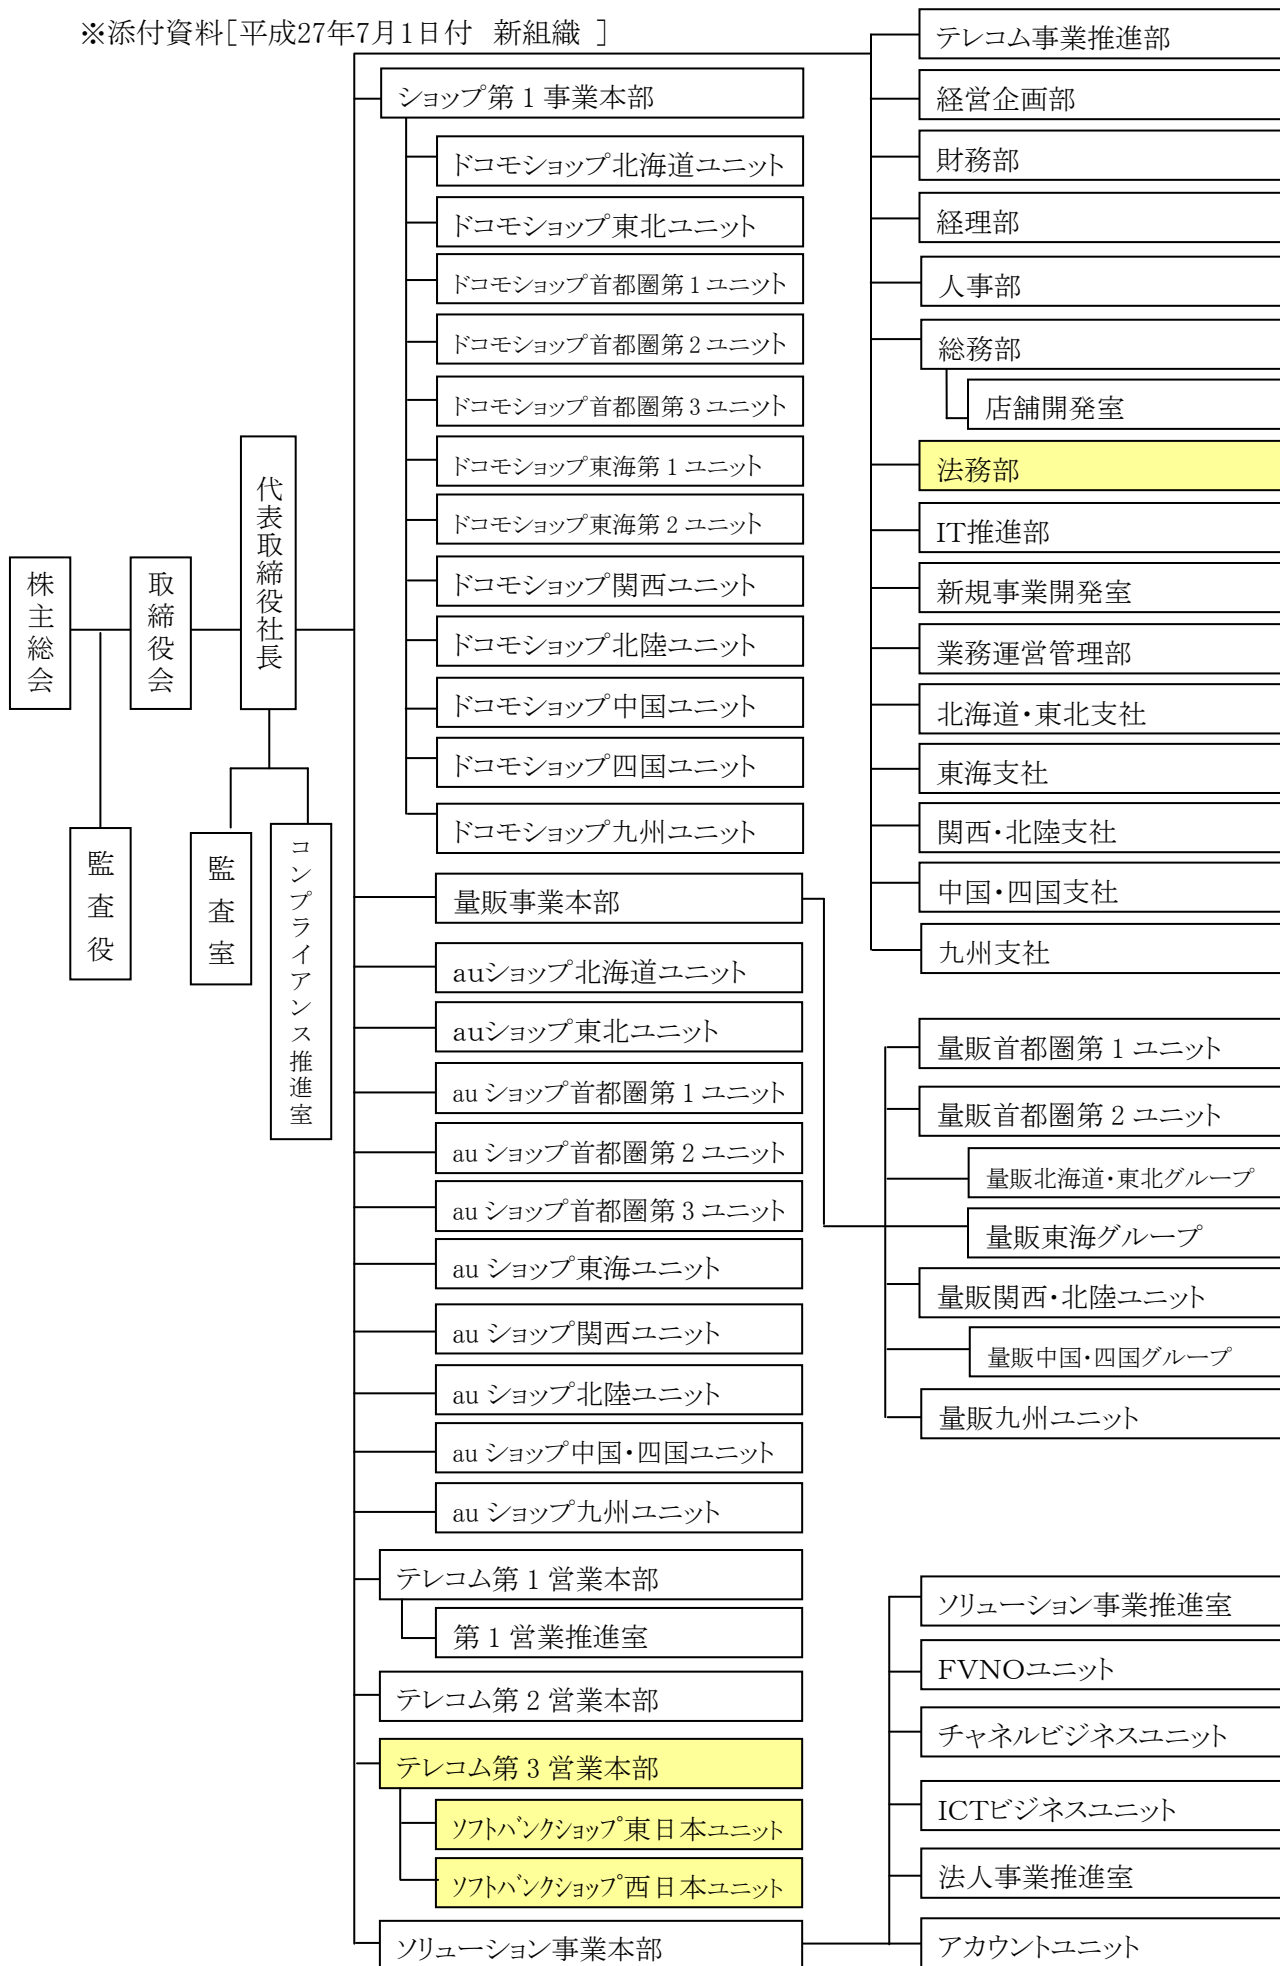 ※添付資料[平成27年7月1日付 新組織 ]
株主総会
取締役会
代表取締役社長
監査役
監査室
コンプライアンス推進室
ショップ第1事業本部
ドコモショップ北海道ユニット
ドコモショップ東北ユニット
ドコモショップ首都圏第1ユニット
ドコモショップ首都圏第2ユニット
ドコモショップ首都圏第3ユニット
ドコモショップ東海第1ユニット
ドコモショップ東海第2ユニット
ドコモショップ関西ユニット
ドコモショップ北陸ユニット
ドコモショップ中国ユニット
ドコモショップ四国ユニット
ドコモショップ九州ユニット
量販事業本部
auショップ北海道ユニット
auショップ東北ユニット
auショップ首都圏第1ユニット
auショップ首都圏第2ユニット
auショップ首都圏第3ユニット
auショップ東海ユニット
auショップ関西ユニット
auショップ北陸ユニット
auショップ中国・四国ユニット
auショップ九州ユニット
テレコム第1営業本部
第1営業推進室
テレコム第2営業本部
テレコム第3営業本部
ソフトバンクショップ東日本ユニット
ソフトバンクショップ西日本ユニット
ソリューション事業本部
テレコム事業推進部
経営企画部
財務部
経理部
人事部
総務部
店舗開発室
法務部
IT推進部
新規事業開発室
業務運営管理部
北海道・東北支社
東海支社
関西・北陸支社
中国・四国支社
九州支社
量販首都圏第1ユニット
量販首都圏第2ユニット
量販北海道・東北グループ
量販東海グループ
量販関西・北陸ユニット
量販中国・四国グループ
量販九州ユニット
ソリューション事業推進室
FVNOユニット
チャネルビジネスユニット
ICTビジネスユニット
法人事業推進室
アカウントユニット